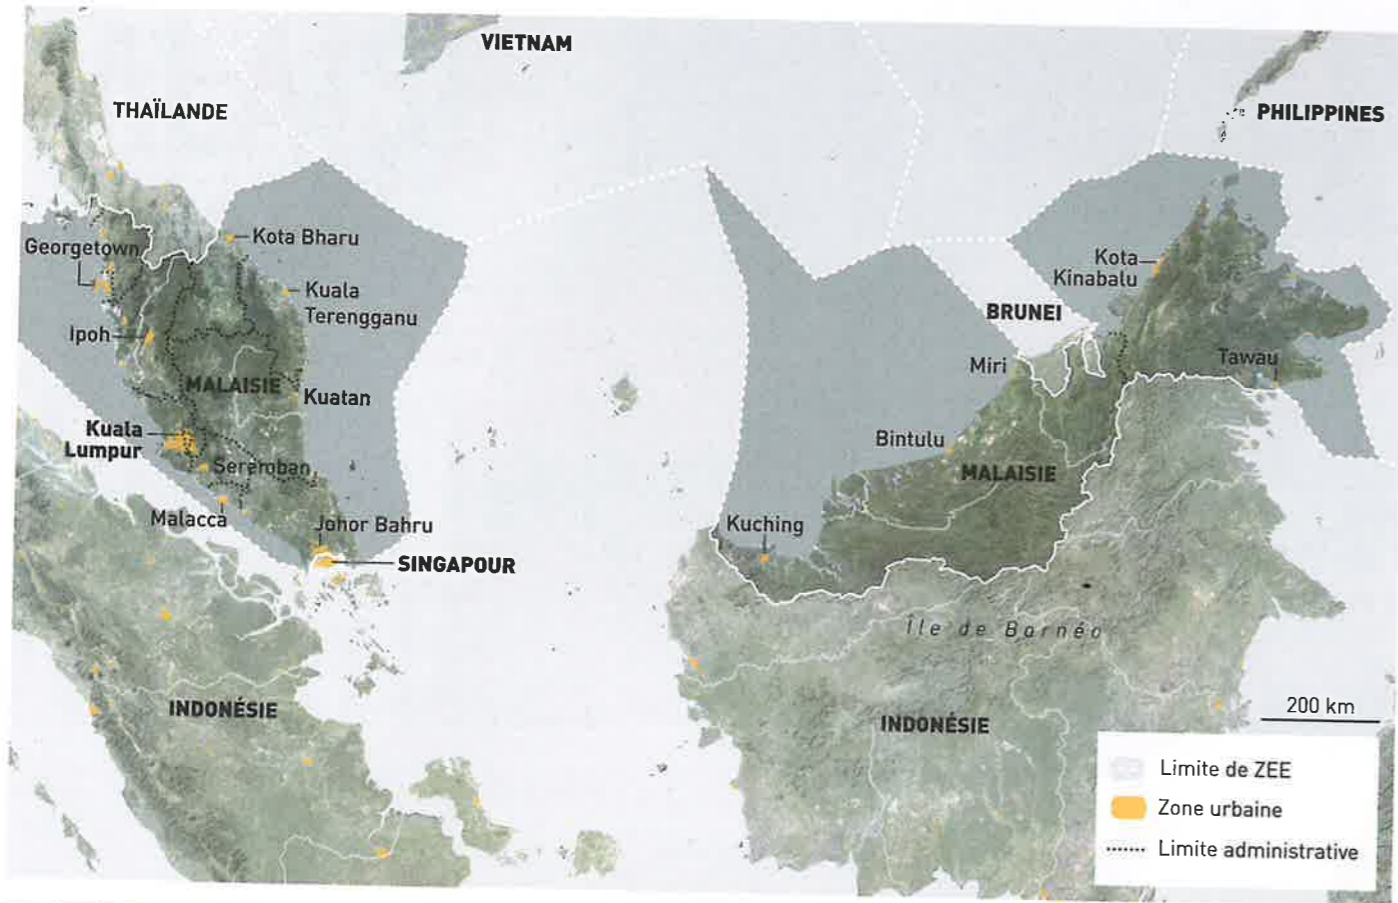 VIETNAM
THAÏLANDE
PHILIPPINES
Georgetown
Kota Bharu
Kota
Kinabalu
Kuala
Terengganu
BRUNEI
Ipoh
Miri
Tawau
MALAISIE
Kuatan
Kuala
Lumpur
Bintulu
Seremban
MALAISIE
Malacca
Johor Bahru
Kuching
SINGAPOUR
Île de Bornéo
INDONÉSIE
INDONÉSIE
200 km
Limite de ZEE
Zone urbaine
Limite administrative